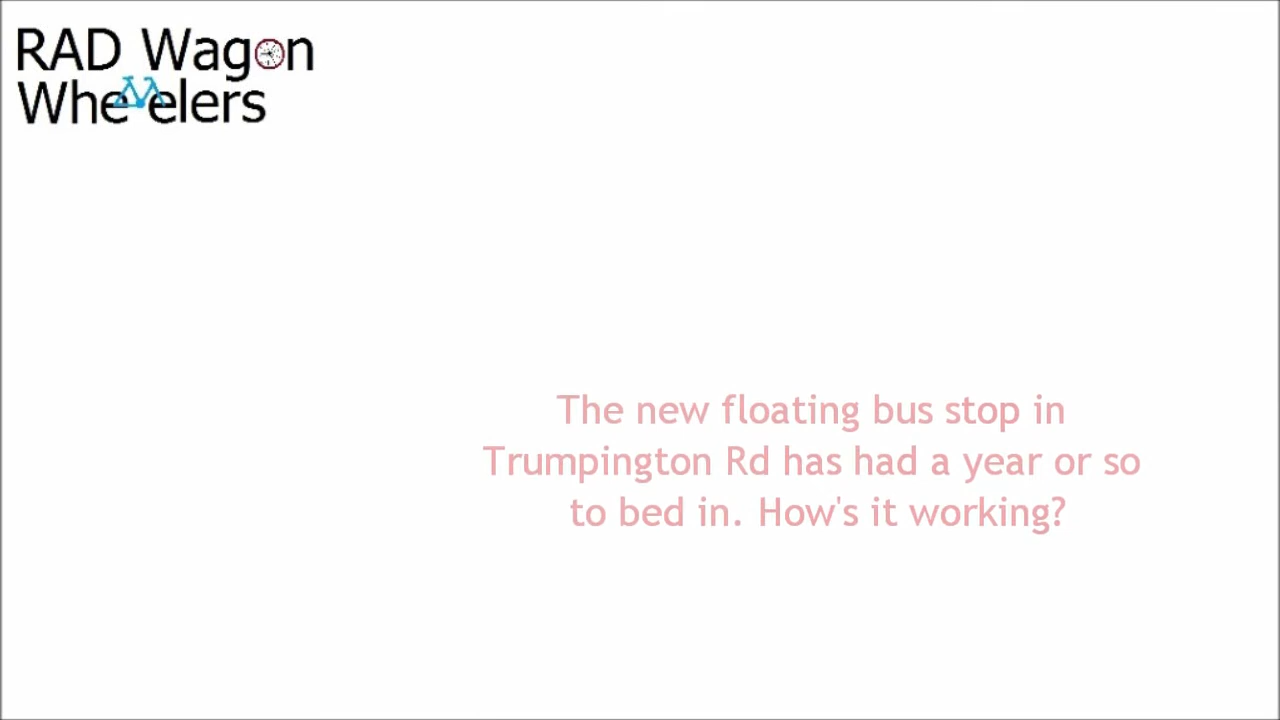 RAD Wagon
Wheelers
The new floating bus stop in
Trumpington Rd has had a year or so
to bed in. How's it working?